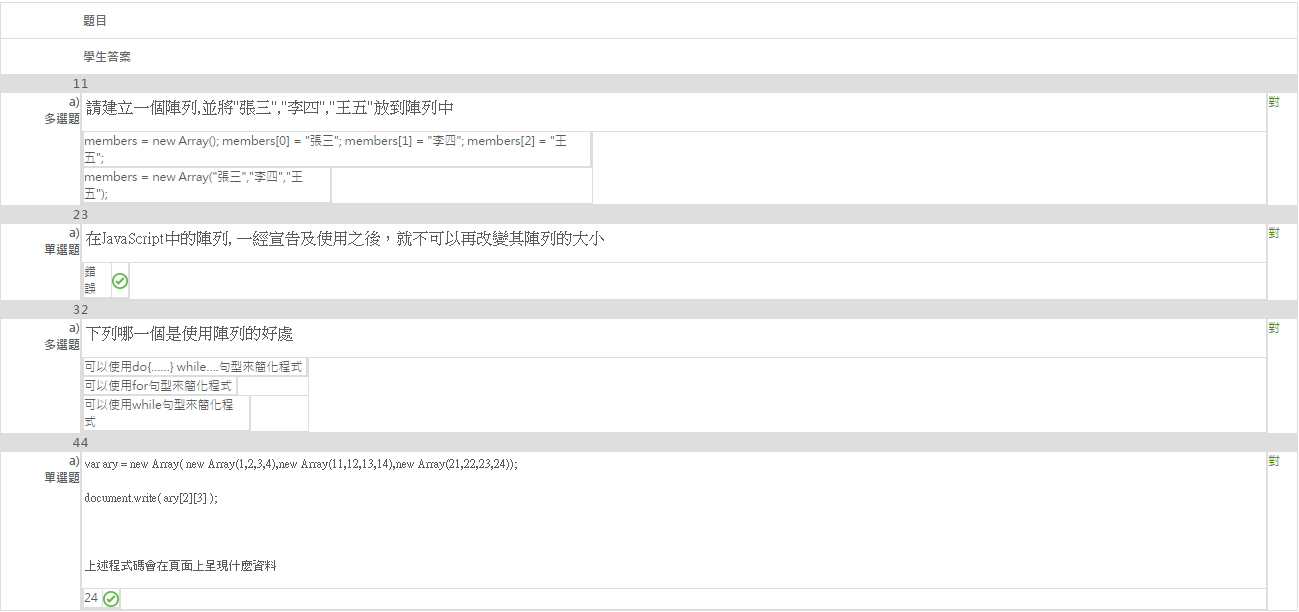 題目
學生答案
11
a)
多選題
請建立一個陣列,並將"張三","李四","王五"放到陣列中
對
members = new Array(); members[0] = "張三"; members[1] = "李四"; members[2] = "王
五";
members = new Array("張三","李四","王
五");
23
a)
單選題
在JavaScript中的陣列, 一經宣告及使用之後，就不可以再改變其陣列的大小
對
錯
誤
32
a)
多選題
下列哪一個是使用陣列的好處
對
可以使用do{......} while....句型來簡化程式
可以使用for句型來簡化程式
可以使用while句型來簡化程
式
44
a)
單選題
var ary = new Array( new Array(1,2,3,4),new Array(11,12,13,14),new Array(21,22,23,24));
對
document.write( ary[2][3] );
上述程式碼會在頁面上呈現什麼資料
24